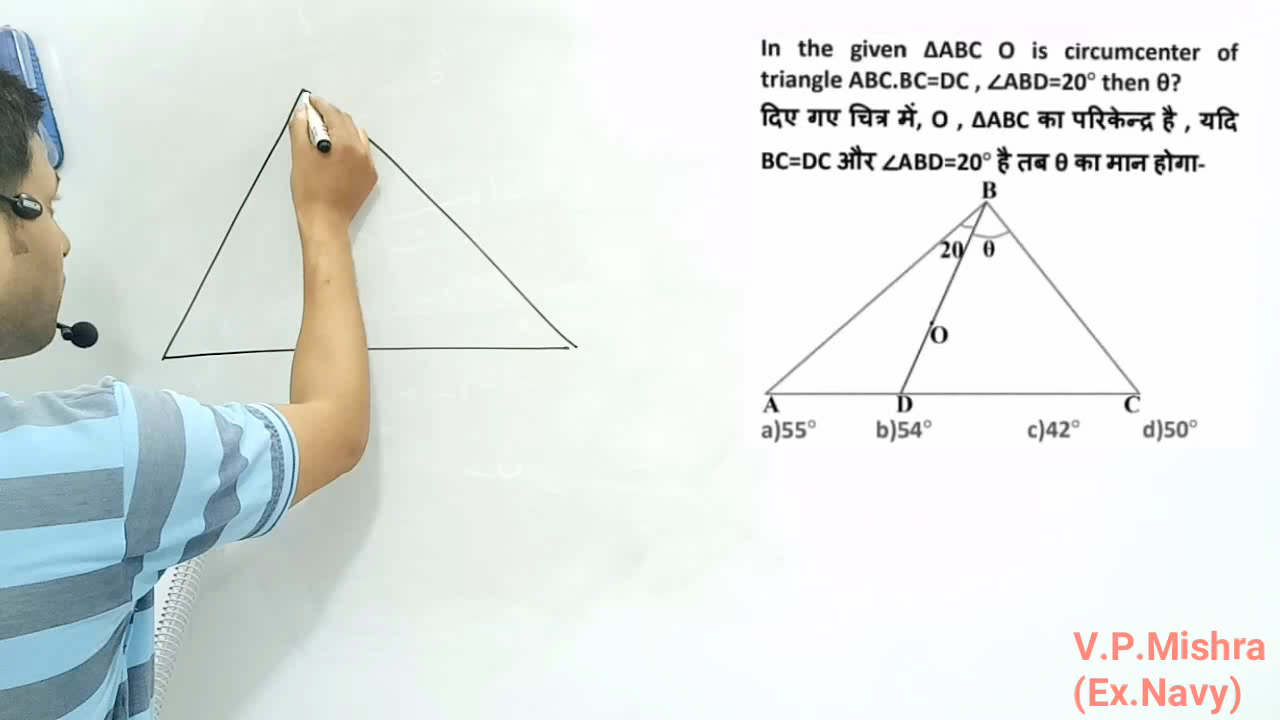 In the given ΔABC O is circumcenter of
triangle ABC.BC=DC , ∠ABD=20° then θ?
दिए गए चित्र में, O , ΔABC का परिकेन्द्र है , यदि
BC=DC और ∠ABD=20° है तब θ का मान होगा-
B
20 θ
O
A D C
a)55° b)54° c)42° d)50°
V.P.Mishra
(Ex.Navy)